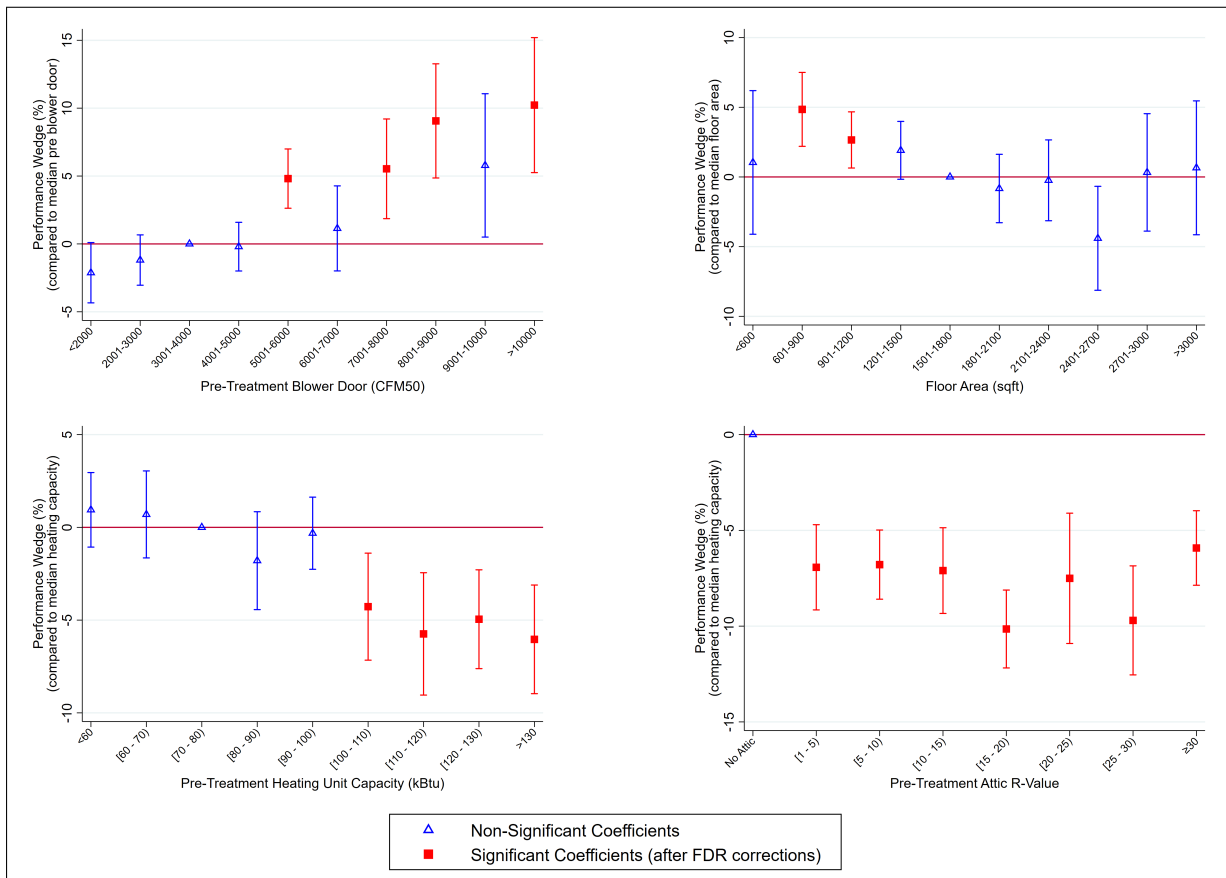 Performance Wedge (%)
(compared to median pre blower door)
15
10
5
0
-5
<2000
2001-3000
3001-4000
4001-5000
5001-6000
6001-7000
7001-8000
8001-9000
9001-10000
>10000
Pre-Treatment Blower Door (CFM50)
Performance Wedge (%)
(compared to median floor area)
10
5
0
-5
-10
<600
601-900
901-1200
1201-1500
1501-1800
1801-2100
2101-2400
2401-2700
2701-3000
>3000
Floor Area (sqft)
Performance Wedge (%)
(compared to median heating capacity)
5
0
-5
-10
<60
[60 - 70)
[70 - 80)
[80 - 90)
[90 - 100)
[100 - 110)
[110 - 120)
[120 - 130)
>130
Pre-Treatment Heating Unit Capacity (kBtu)
Performance Wedge (%)
(compared to median heating capacity)
0
-5
-10
-15
No Attic
[1 - 5)
[5 - 10)
[10 - 15)
[15 - 20)
[20 - 25)
[25 - 30)
≥30
Pre-Treatment Attic R-Value
Non-Significant Coefficients
Significant Coefficients (after FDR corrections)